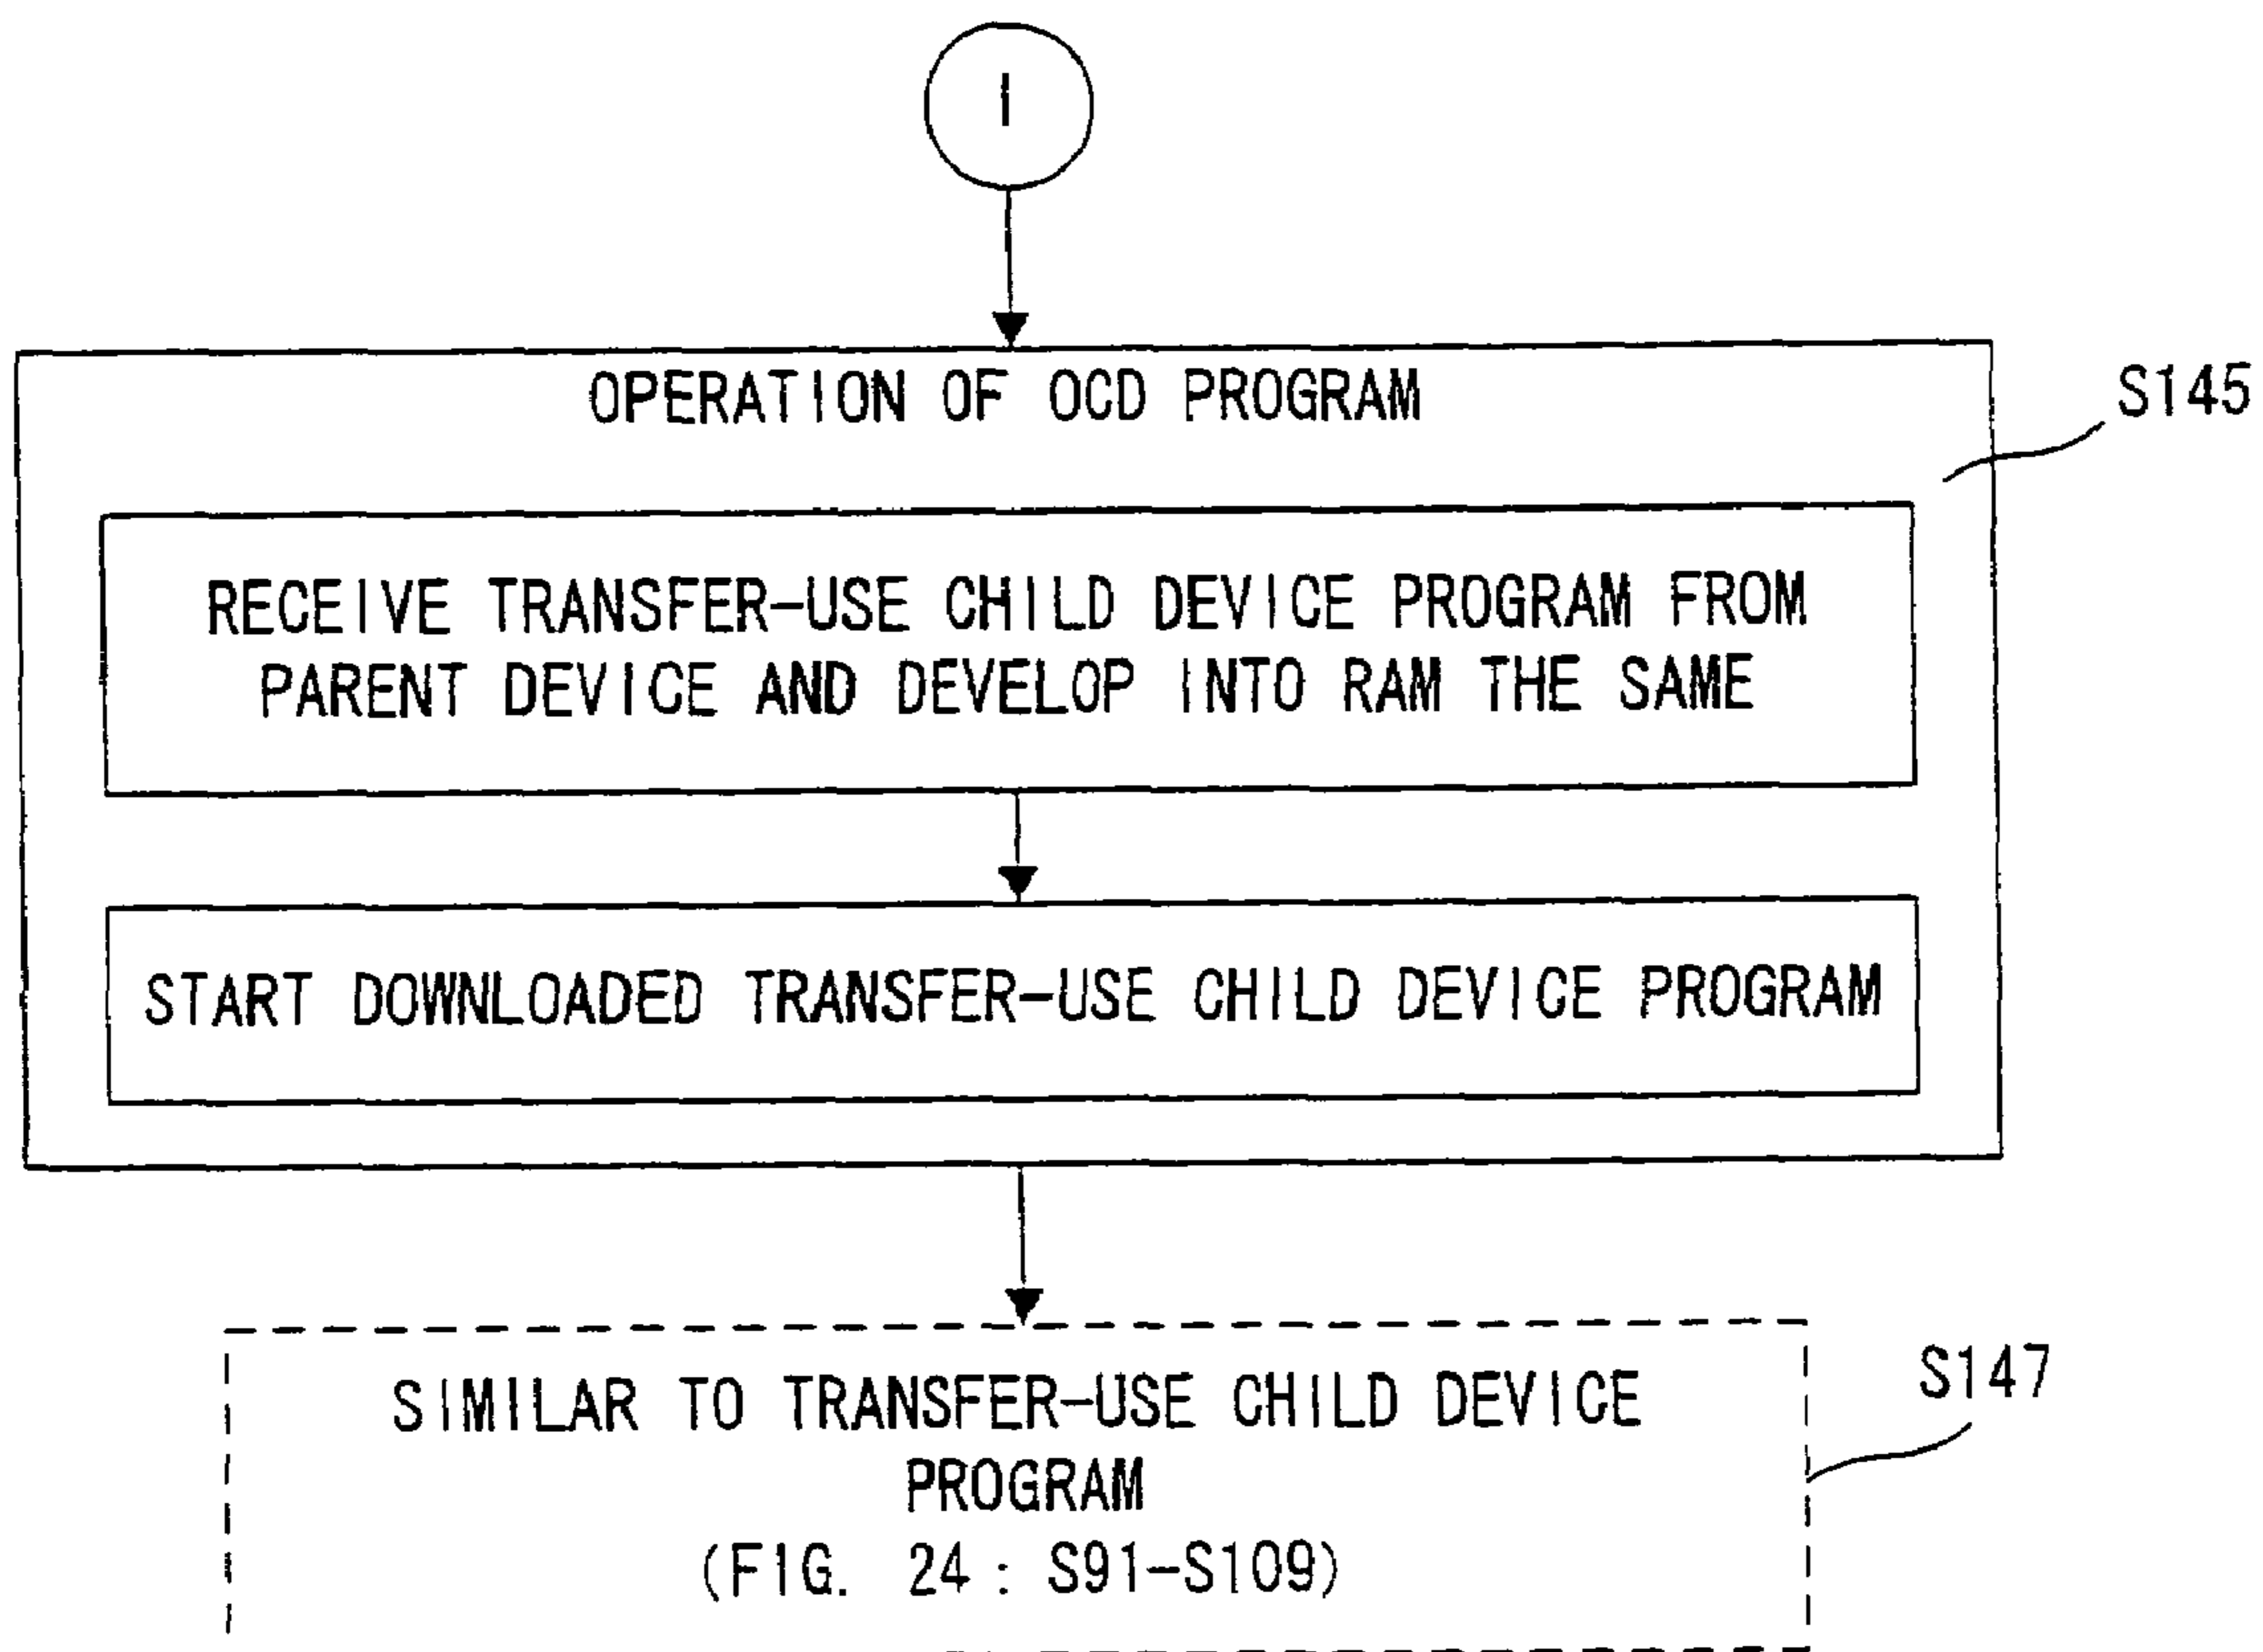 I
OPERATION OF OCD PROGRAM
S145
RECEIVE TRANSFER-USE CHILD DEVICE PROGRAM FROM
PARENT DEVICE AND DEVELOP INTO RAM THE SAME
START DOWNLOADED TRANSFER-USE CHILD DEVICE PROGRAM
SIMILAR TO TRANSFER-USE CHILD DEVICE
S147
PROGRAM
(FIG. 24 : S91-S109)